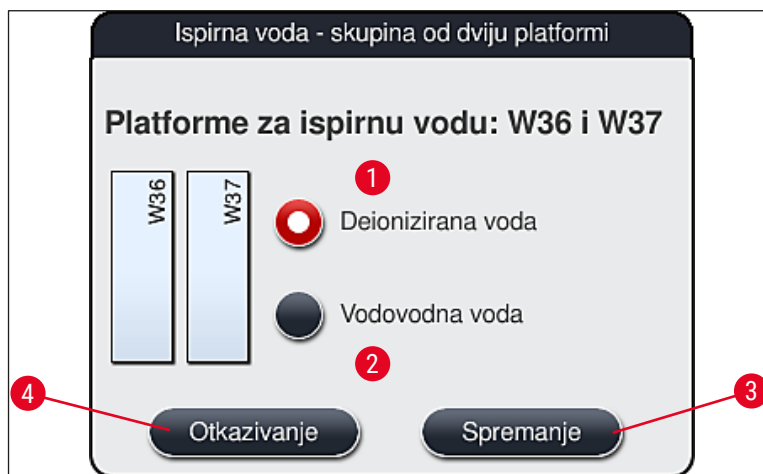 Ispirna voda - skupina od dviju platformi
Platforme za ispirnu vodu: W36 i W37
W36
W37
1
Deionizirana voda
Vodovodna voda
2
4
Otkazivanje
Spremanje
3